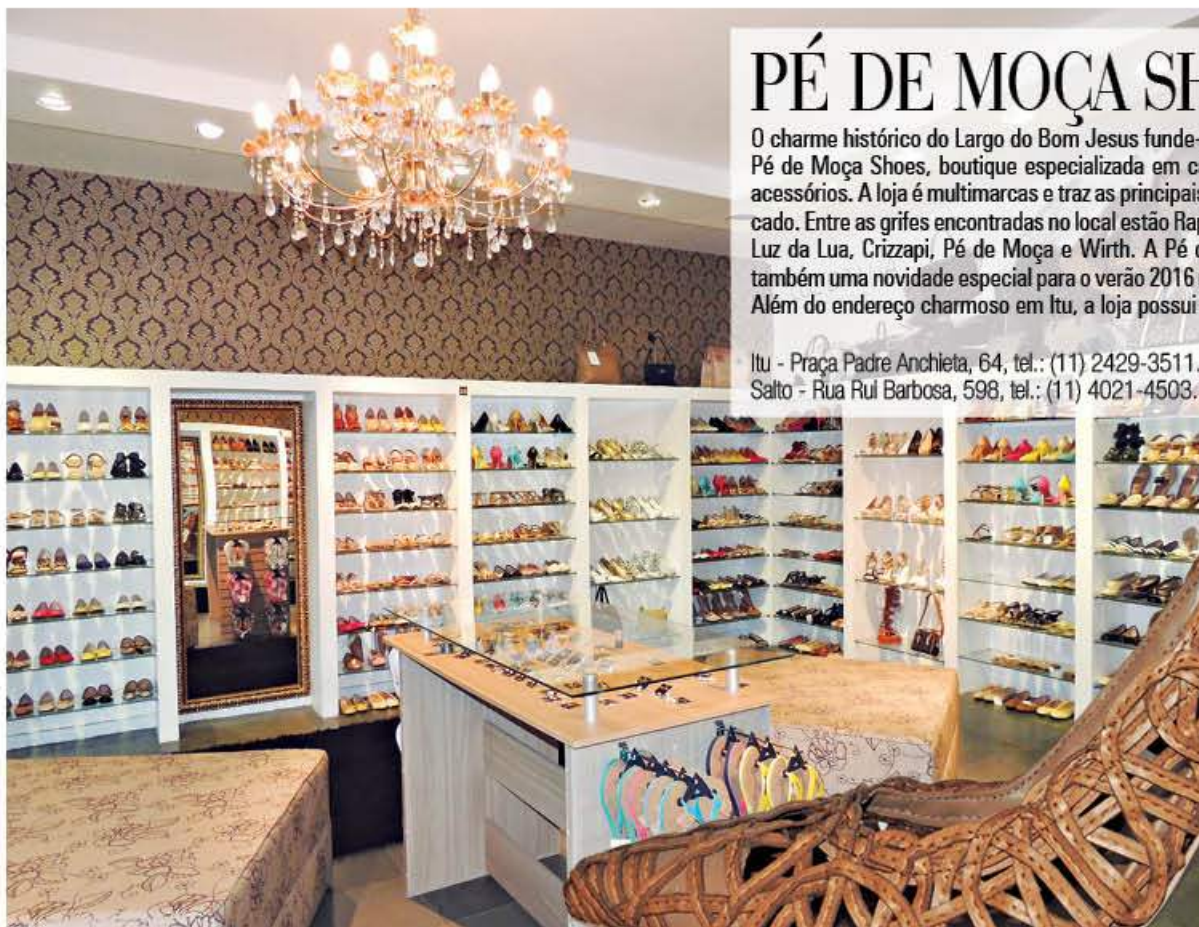 PÉ DE MOÇA SH
O charme histórico do Largo do Bom Jesus funde-
Pé de Moça Shoes, boutique especializada em c
acessórios. A loja é multimarcas e traz as principais
cado. Entre as grifes encontradas no local estão Rap
Luz da Lua, Crizzapi, Pé de Moça e Wirth. A Pé d
também uma novidade especial para o verão 2016
Além do endereço charmoso em Itu, a loja possui
Itu - Praça Padre Anchieta, 64, tel.: (11) 2429-3511.
Salto - Rua Rui Barbosa, 598, tel.: (11) 4021-4503.